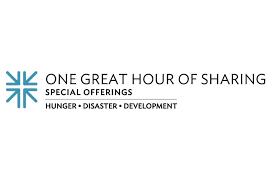 ONE GREAT HOUR OF SHARING
SPECIAL OFFERINGS
HUNGER • DISASTER • DEVELOPMENT